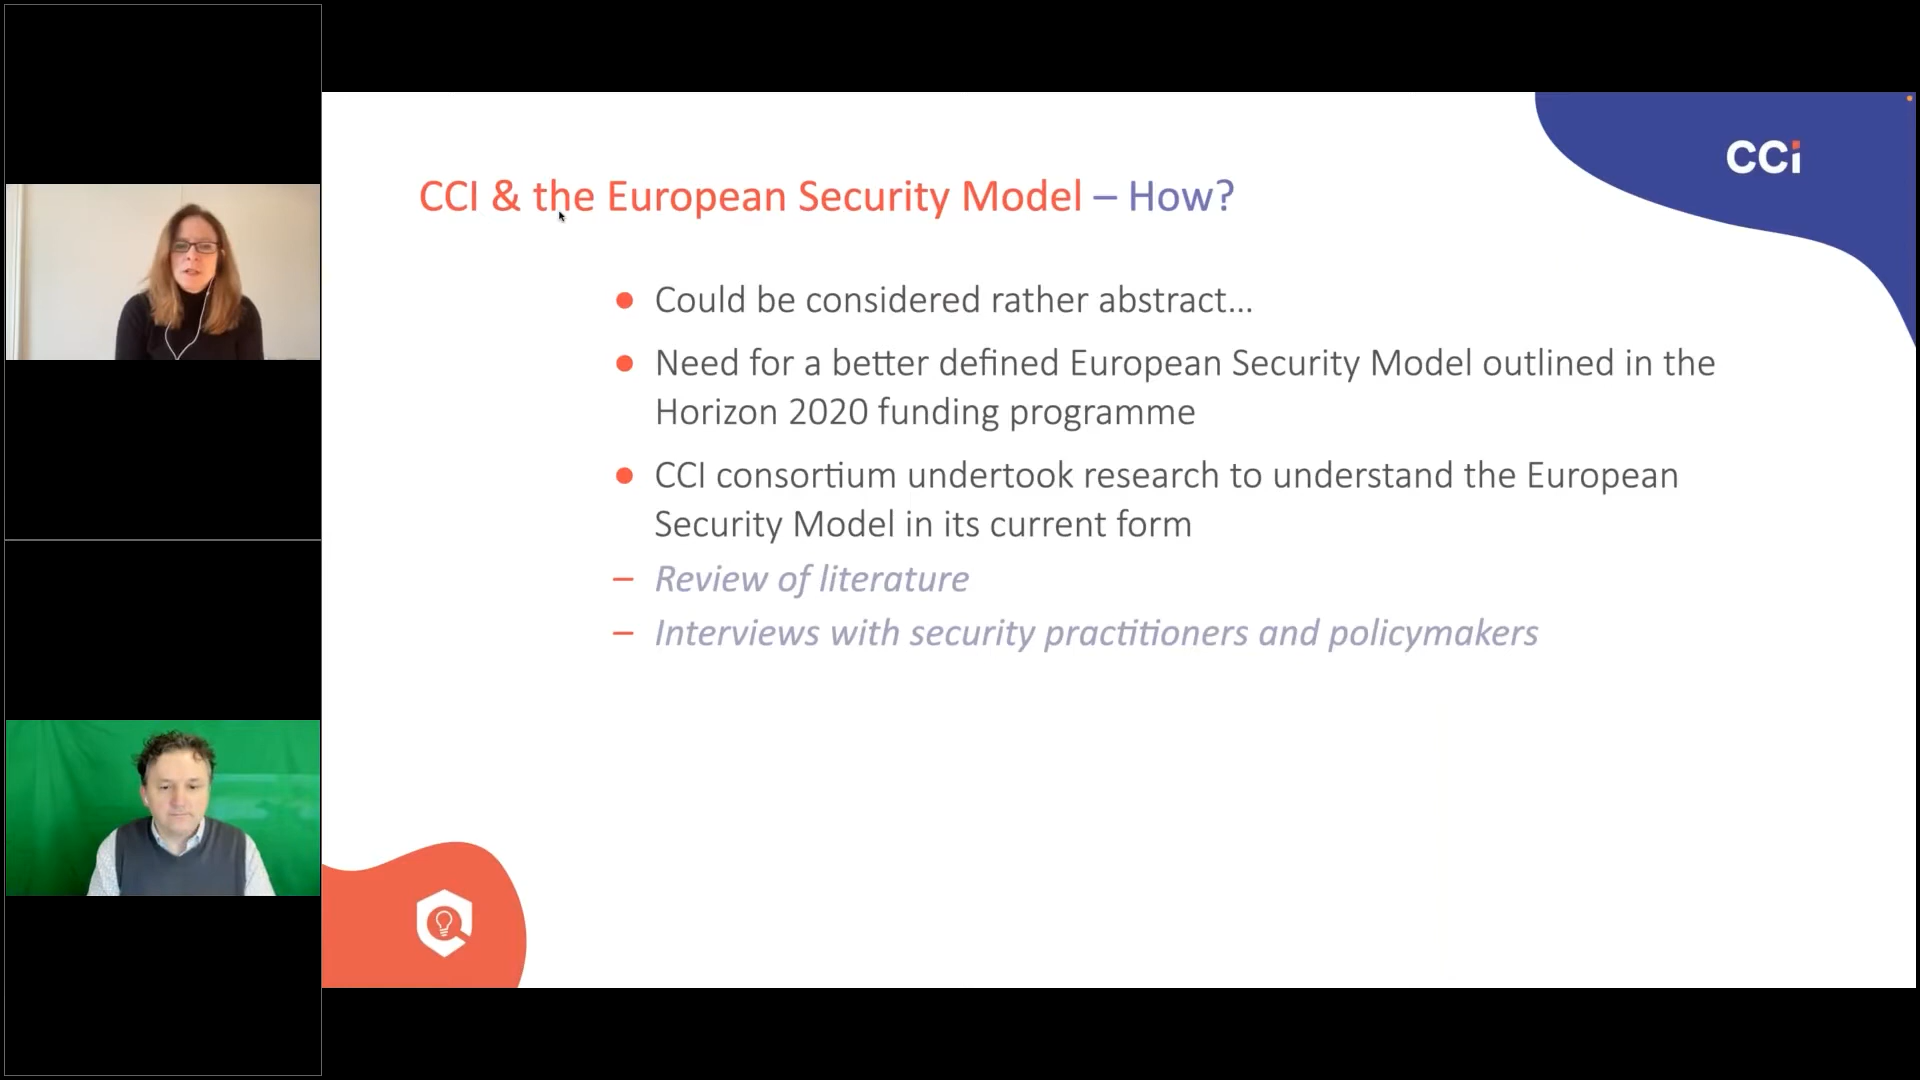 CCi
CCI & the European Security Model – How?
● Could be considered rather abstract...
● Need for a better defined European Security Model outlined in the
Horizon 2020 funding programme
● CCI consortium undertook research to understand the European
Security Model in its current form
– Review of literature
– Interviews with security practitioners and policymakers